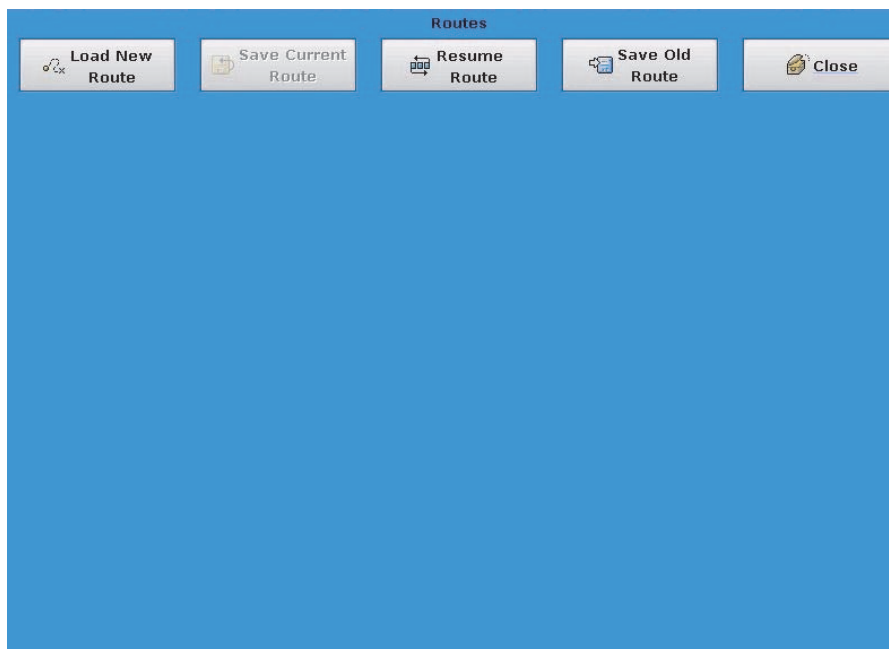 Routes
Load New
Route
Save Current
Route
Resume
Route
Save Old
Route
Close